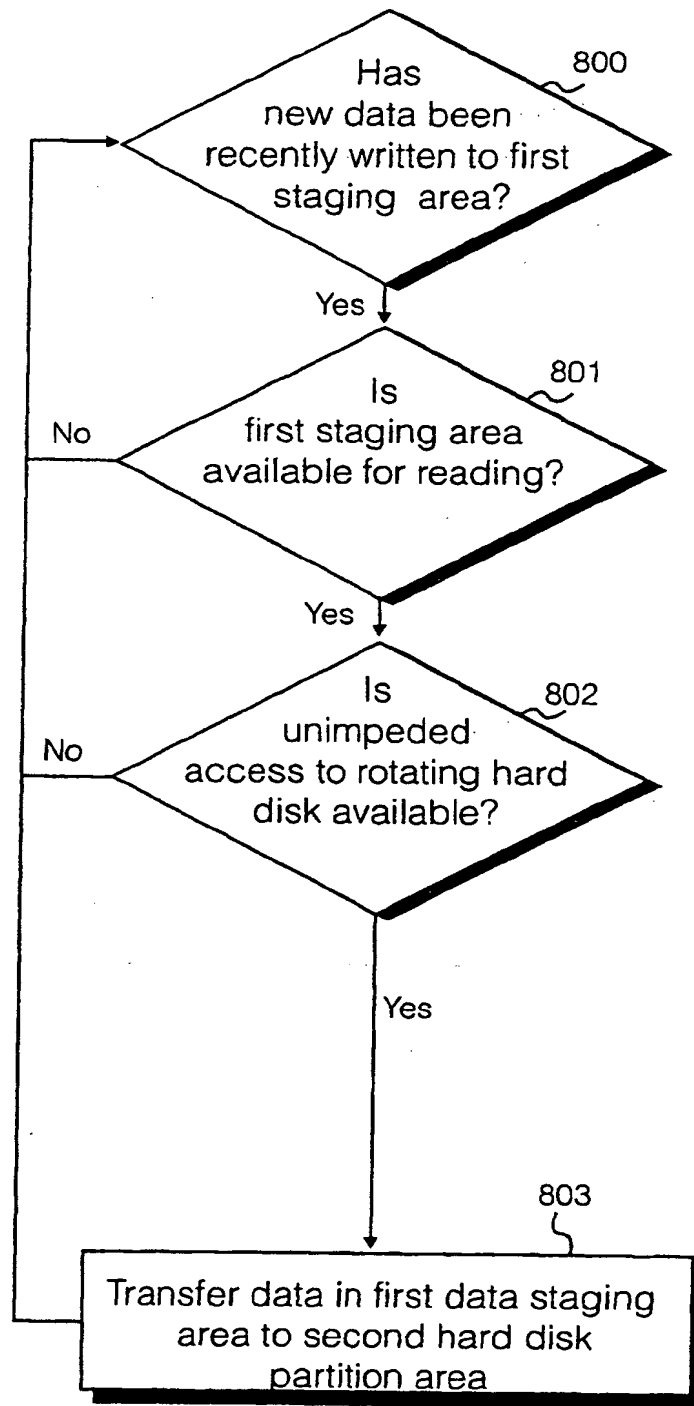 800
Has
new data been
recently written to first
staging area?
Yes
801
Is
first staging area
available for reading?
No
Yes
802
Is
unimpeded
access to rotating hard
disk available?
No
Yes
803
Transfer data in first data staging
area to second hard disk
partition area